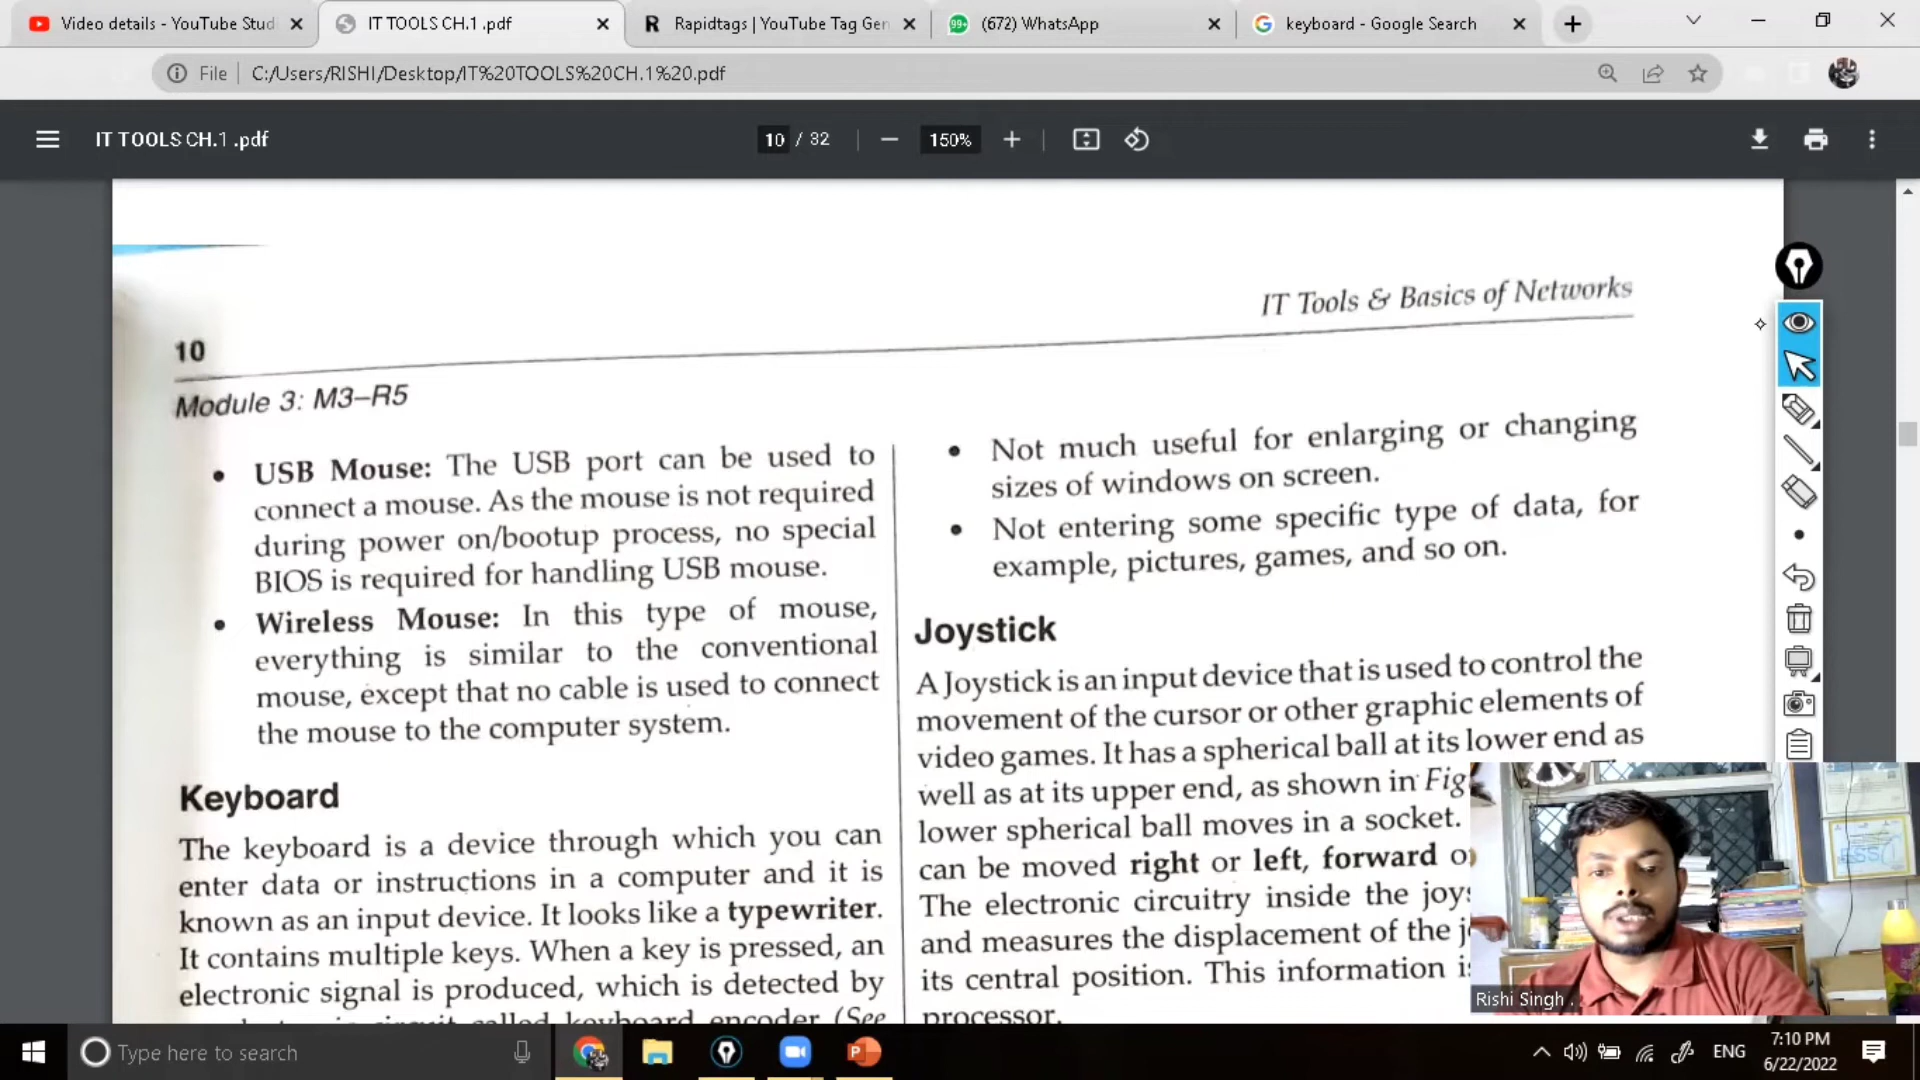 Video details - YouTube Stud
IT TOOLS CH.1 .pdf
R Rapidtags | YouTube Tag Gen
99+ (672) WhatsApp
keyboard - Google Search
File
C:/Users/RISHI/Desktop/IT%20TOOLS%20CH.1%20.pdf
IT TOOLS CH.1 .pdf
10 / 32
150%
IT Tools & Basics of Networks
10
Module 3: M3–R5
• USB Mouse: The USB port can be used to
connect a mouse. As the mouse is not required
during power on/bootup process, no special
BIOS is required for handling USB mouse.
• Wireless Mouse: In this type of mouse,
everything is similar to the conventional
mouse, except that no cable is used to connect
the mouse to the computer system.
Keyboard
The keyboard is a device through which you can
enter data or instructions in a computer and it is
known as an input device. It looks like a typewriter.
It contains multiple keys. When a key is pressed, an
electronic signal is produced, which is detected by
called keyboard encoder (See
• Not much useful for enlarging or changing
sizes of windows on screen.
• Not entering some specific type of data, for
example, pictures, games, and so on.
Joystick
A Joystick is an input device that is used to control the
movement of the cursor or other graphic elements of
video games. It has a spherical ball at its lower end as
well as at its upper end, as shown in Fig
lower spherical ball moves in a socket.
can be moved right or left, forward o
The electronic circuitry inside the joys
and measures the displacement of the j
its central position. This information i
processor.
Rishi Singh .
Type here to search
ENG
7:10 PM
6/22/2022